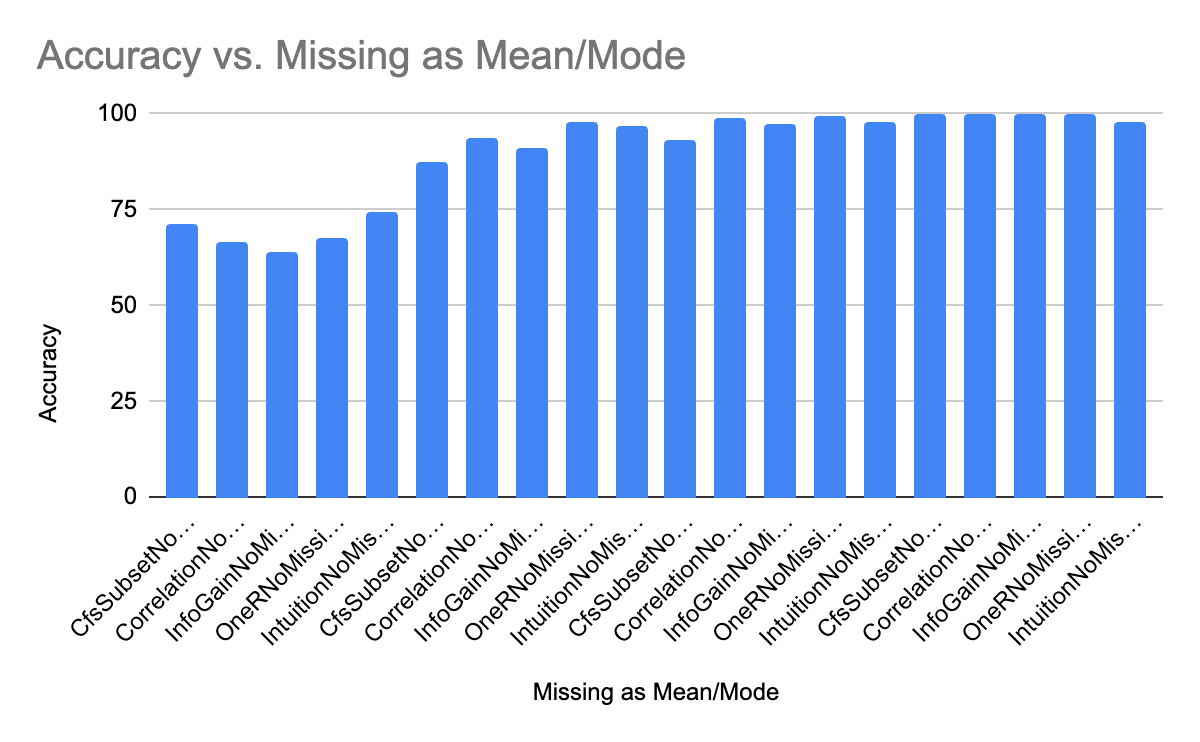 Accuracy vs. Missing as Mean/Mode
Accuracy
100
75
50
25
0
CfsSubsetNo…
CorrelationNo…
InfoGainNoMi…
OneRNoMissi…
IntuitionNoMis…
CfsSubsetNo…
CorrelationNo…
InfoGainNoMi…
OneRNoMissi…
IntuitionNoMis…
CfsSubsetNo…
CorrelationNo…
InfoGainNoMi…
OneRNoMissi…
IntuitionNoMis…
CfsSubsetNo…
CorrelationNo…
InfoGainNoMi…
OneRNoMissi…
IntuitionNoMis…
Missing as Mean/Mode